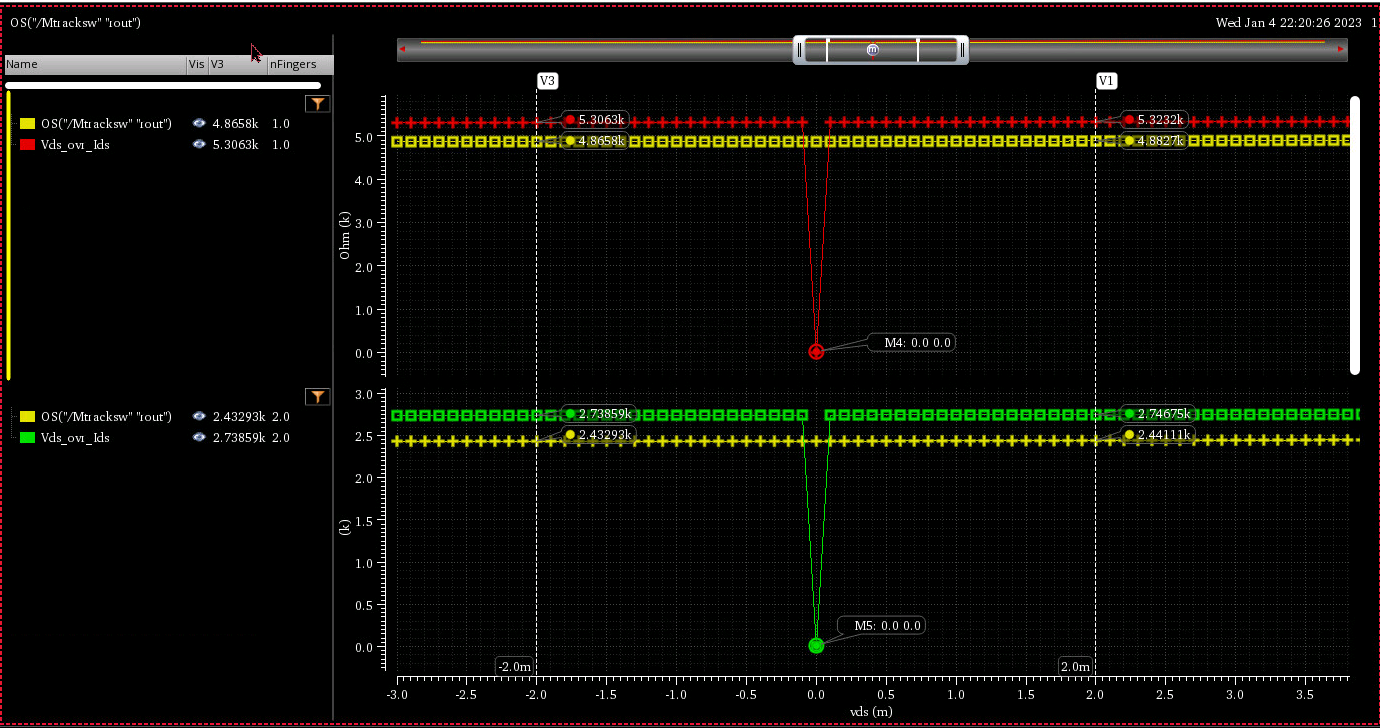 OS("/Mtracksw" "rout")
Wed Jan 4 22:20:26 2023 1
Name Vis V3 nFingers
OS("/Mtracksw" "rout") 4.8658k 1.0
Vds_ovr_Ids 5.3063k 1.0
OS("/Mtracksw" "rout") 2.43293k 2.0
Vds_ovr_Ids 2.73859k 2.0
m
V3 V1
5.3063k 5.3232k
4.8658k 4.8827k
5.0
4.0
3.0
2.0
1.0
0.0
Ohm (k)
M4: 0.0 0.0
2.73859k 2.74675k
2.43293k 2.44111k
3.0
2.5
2.0
1.5
1.0
0.5
0.0
(k)
M5: 0.0 0.0
-2.0m 2.0m
-3.0 -2.5 -2.0 -1.5 -1.0 -0.5 0.0 0.5 1.0 1.5 2.0 2.5 3.0 3.5
vds (m)